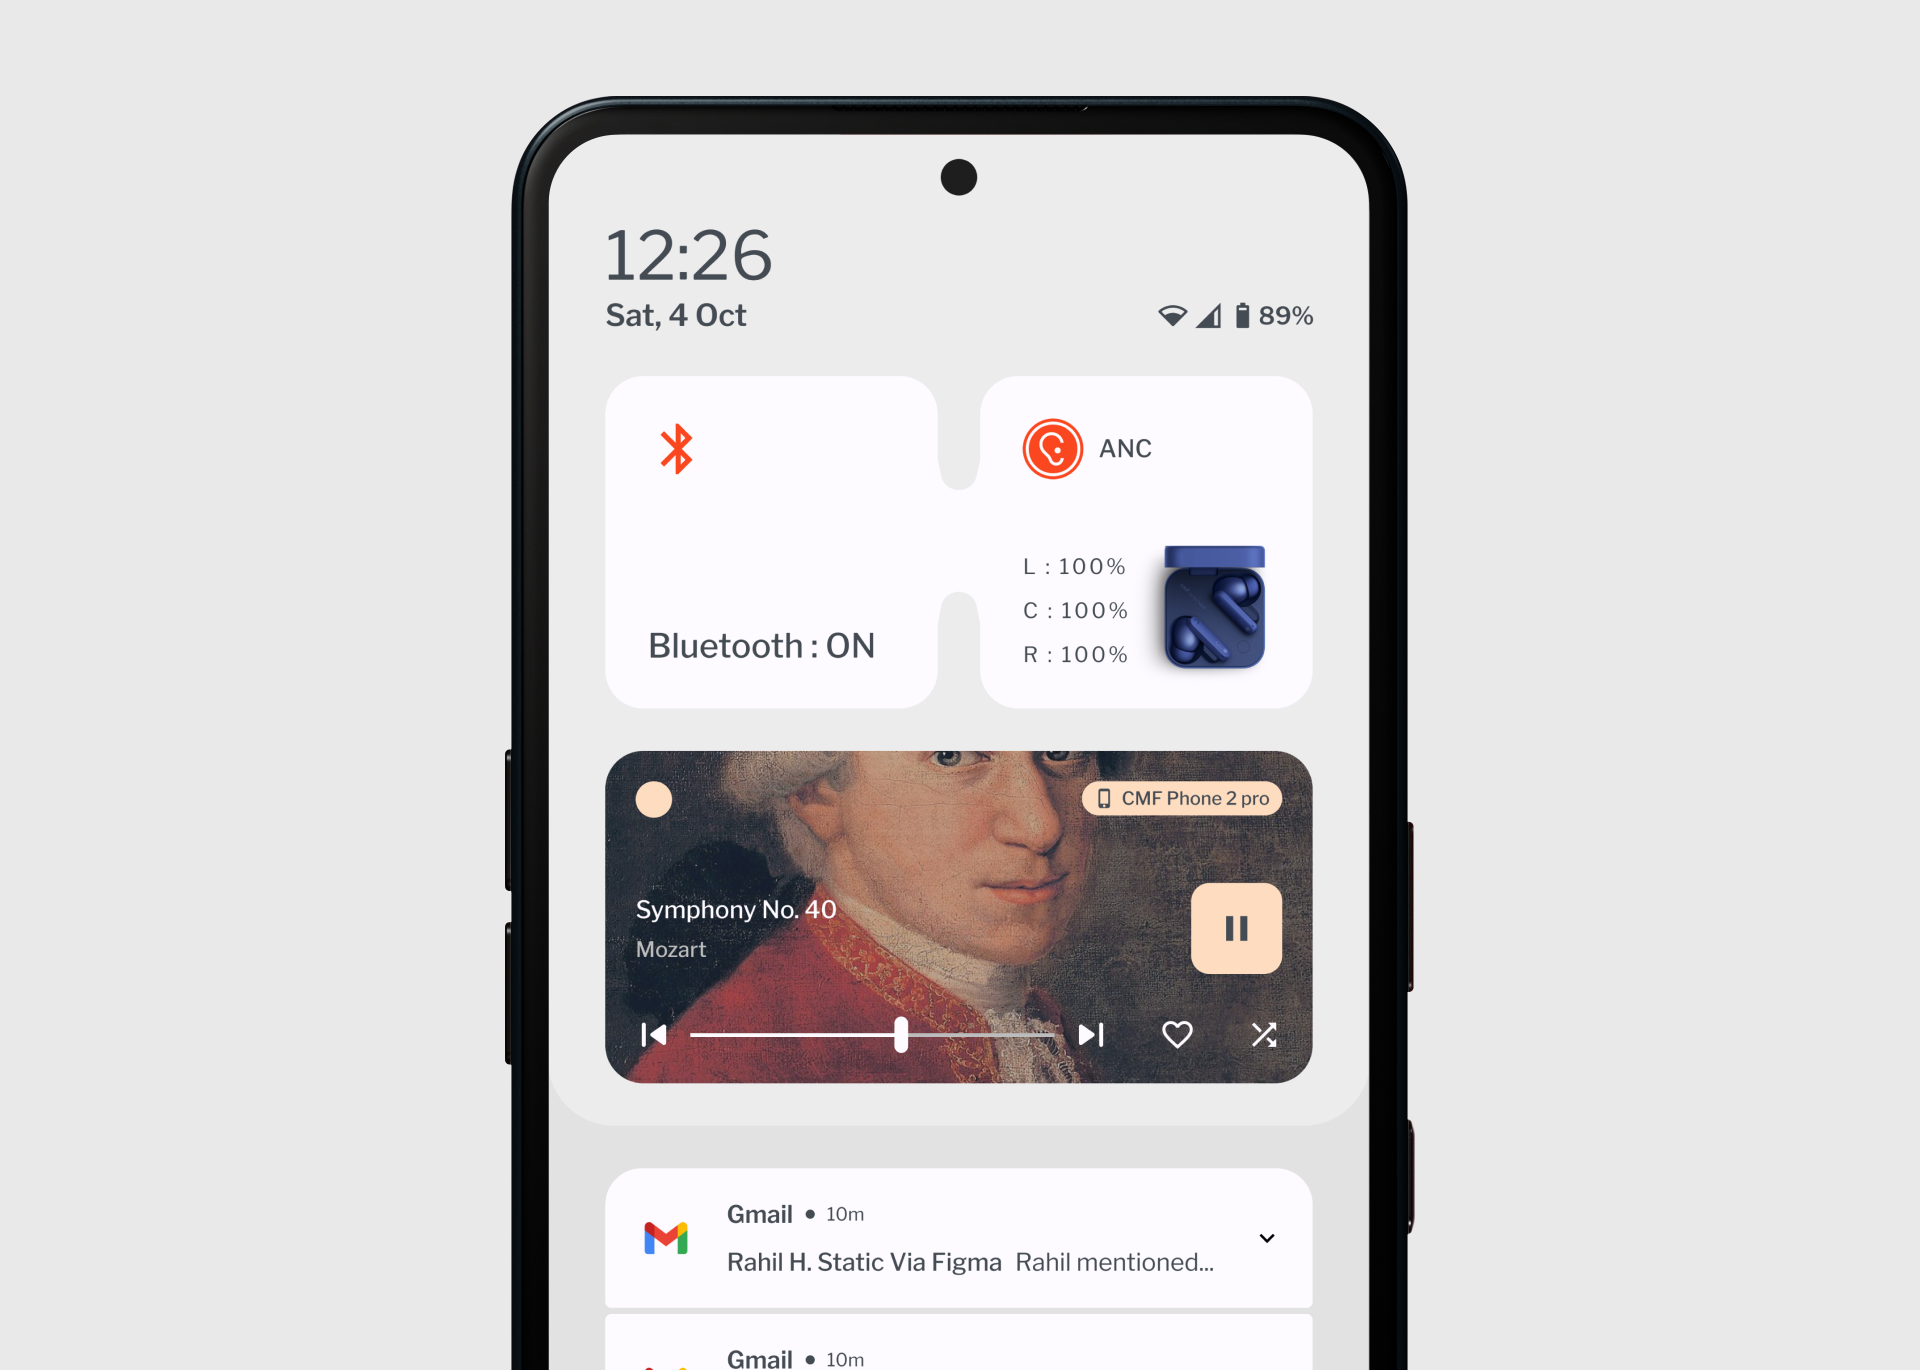 12:26
Sat, 4 Oct
89%
ANC
L : 100%
C : 100%
R : 100%
Bluetooth : ON
CMF Phone 2 pro
Symphony No. 40
Mozart
Gmail • 10m
Rahil H. Static Via Figma Rahil mentioned...
Gmail • 10m